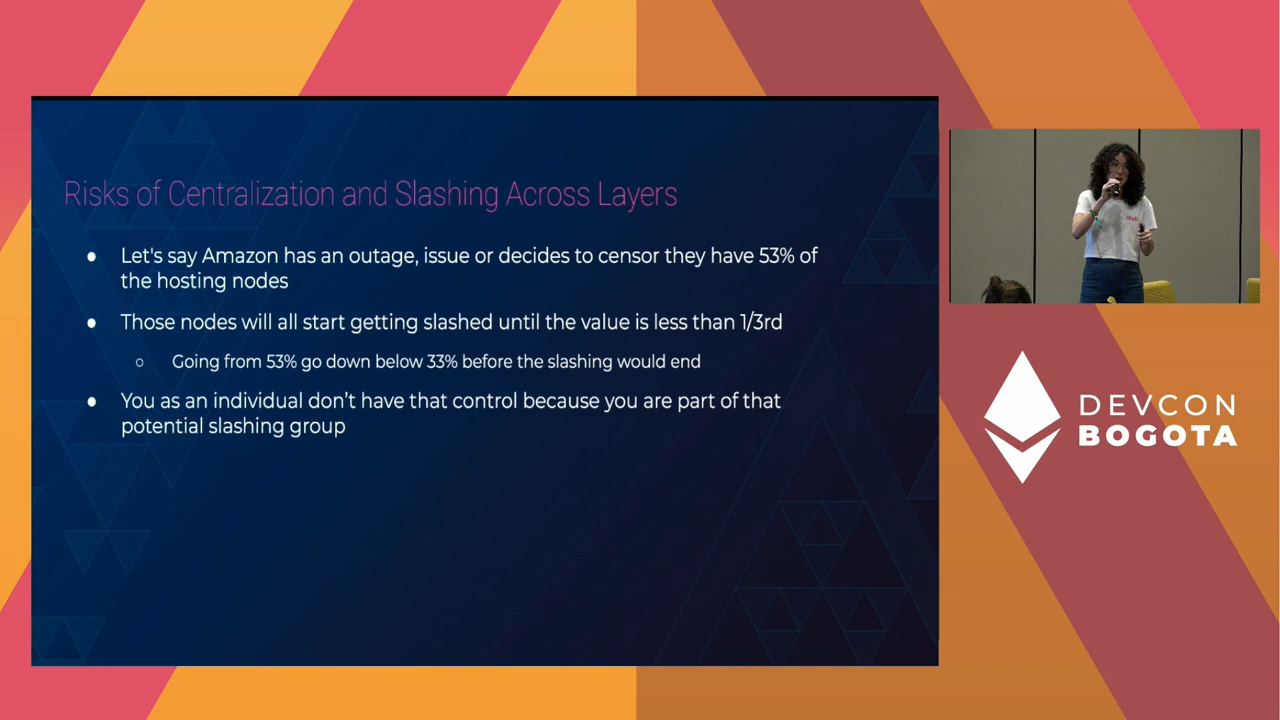 Risks of Centralization and Slashing Across Layers
● Let's say Amazon has an outage, issue or decides to censor they have 53% of
the hosting nodes
● Those nodes will all start getting slashed until the value is less than 1/3rd
○ Going from 53% go down below 33% before the slashing would end
● You as an individual don't have that control because you are part of that
potential slashing group
DEVCON
BOGOTA